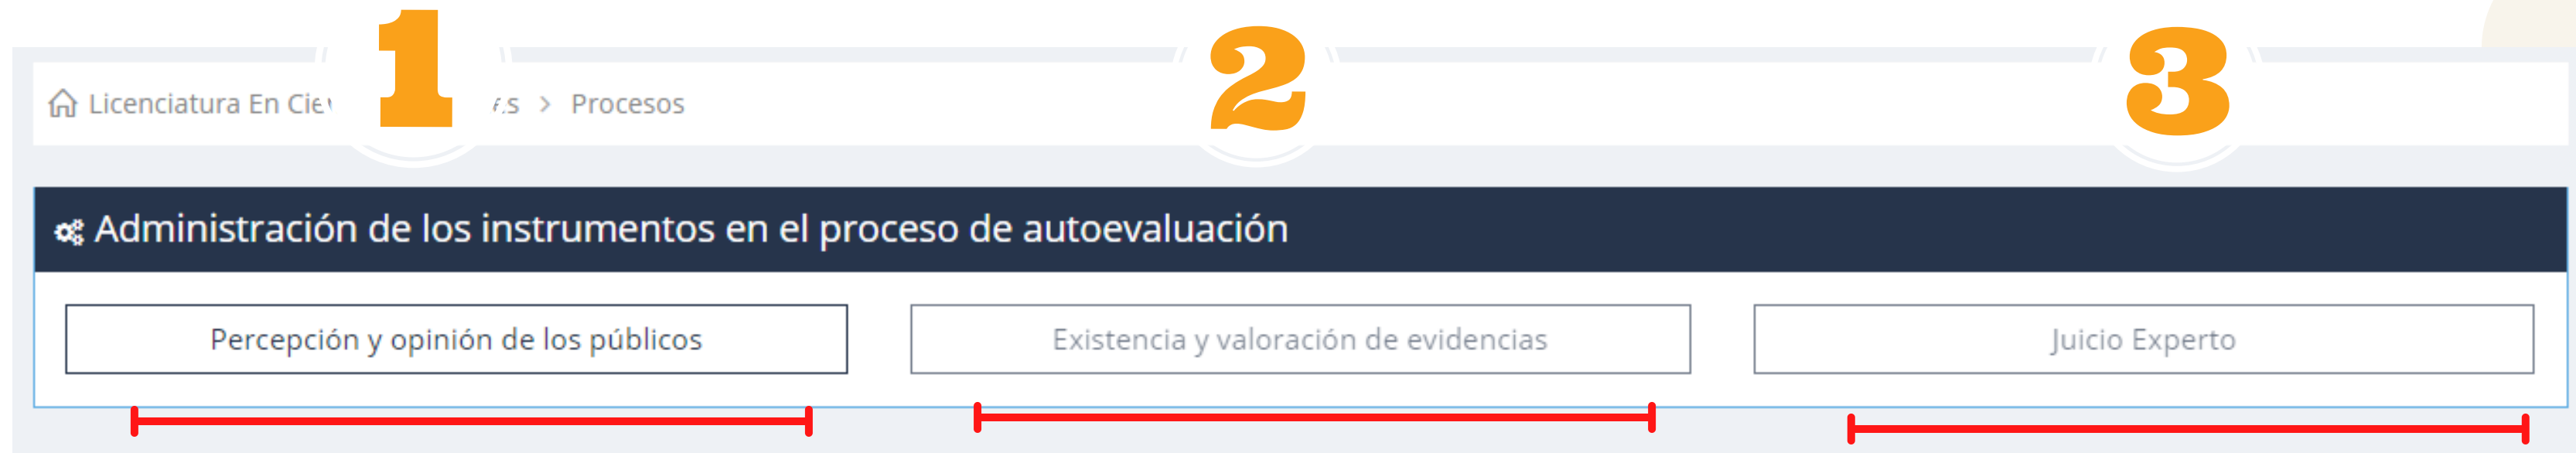 1 2 3
Licenciatura En > Procesos
Administración de los instrumentos en el proceso de autoevaluación
Percepción y opinión de los públicos
Existencia y valoración de evidencias
Juicio Experto